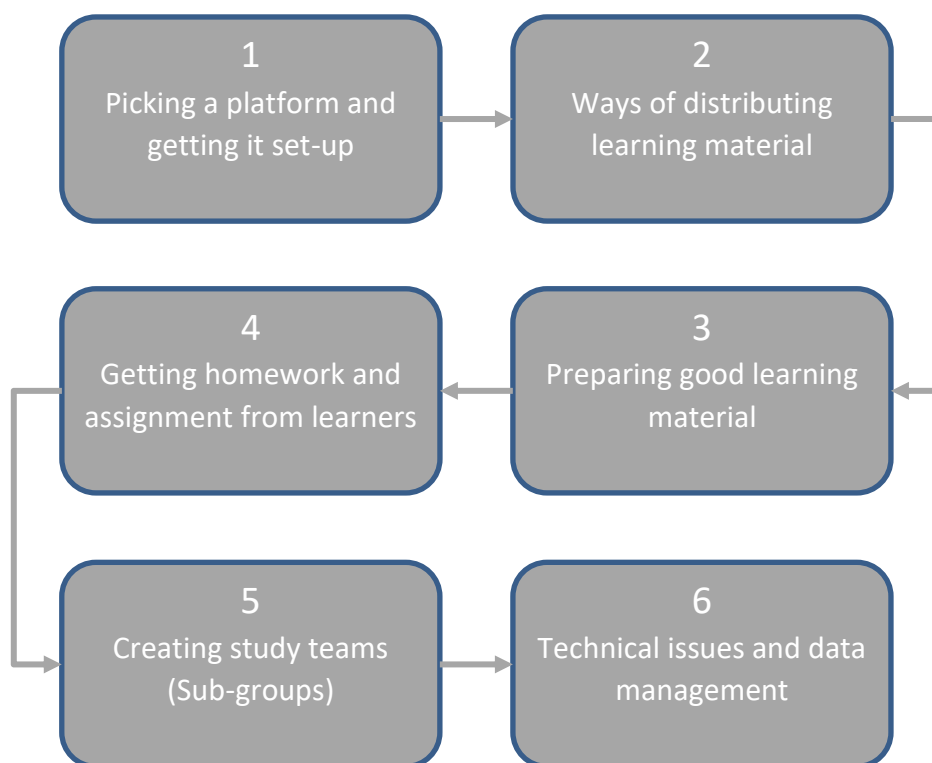 1
Picking a platform and
getting it set-up
2
Ways of distributing
learning material
3
Preparing good learning
material
4
Getting homework and
assignment from learners
5
Creating study teams
(Sub-groups)
6
Technical issues and data
management